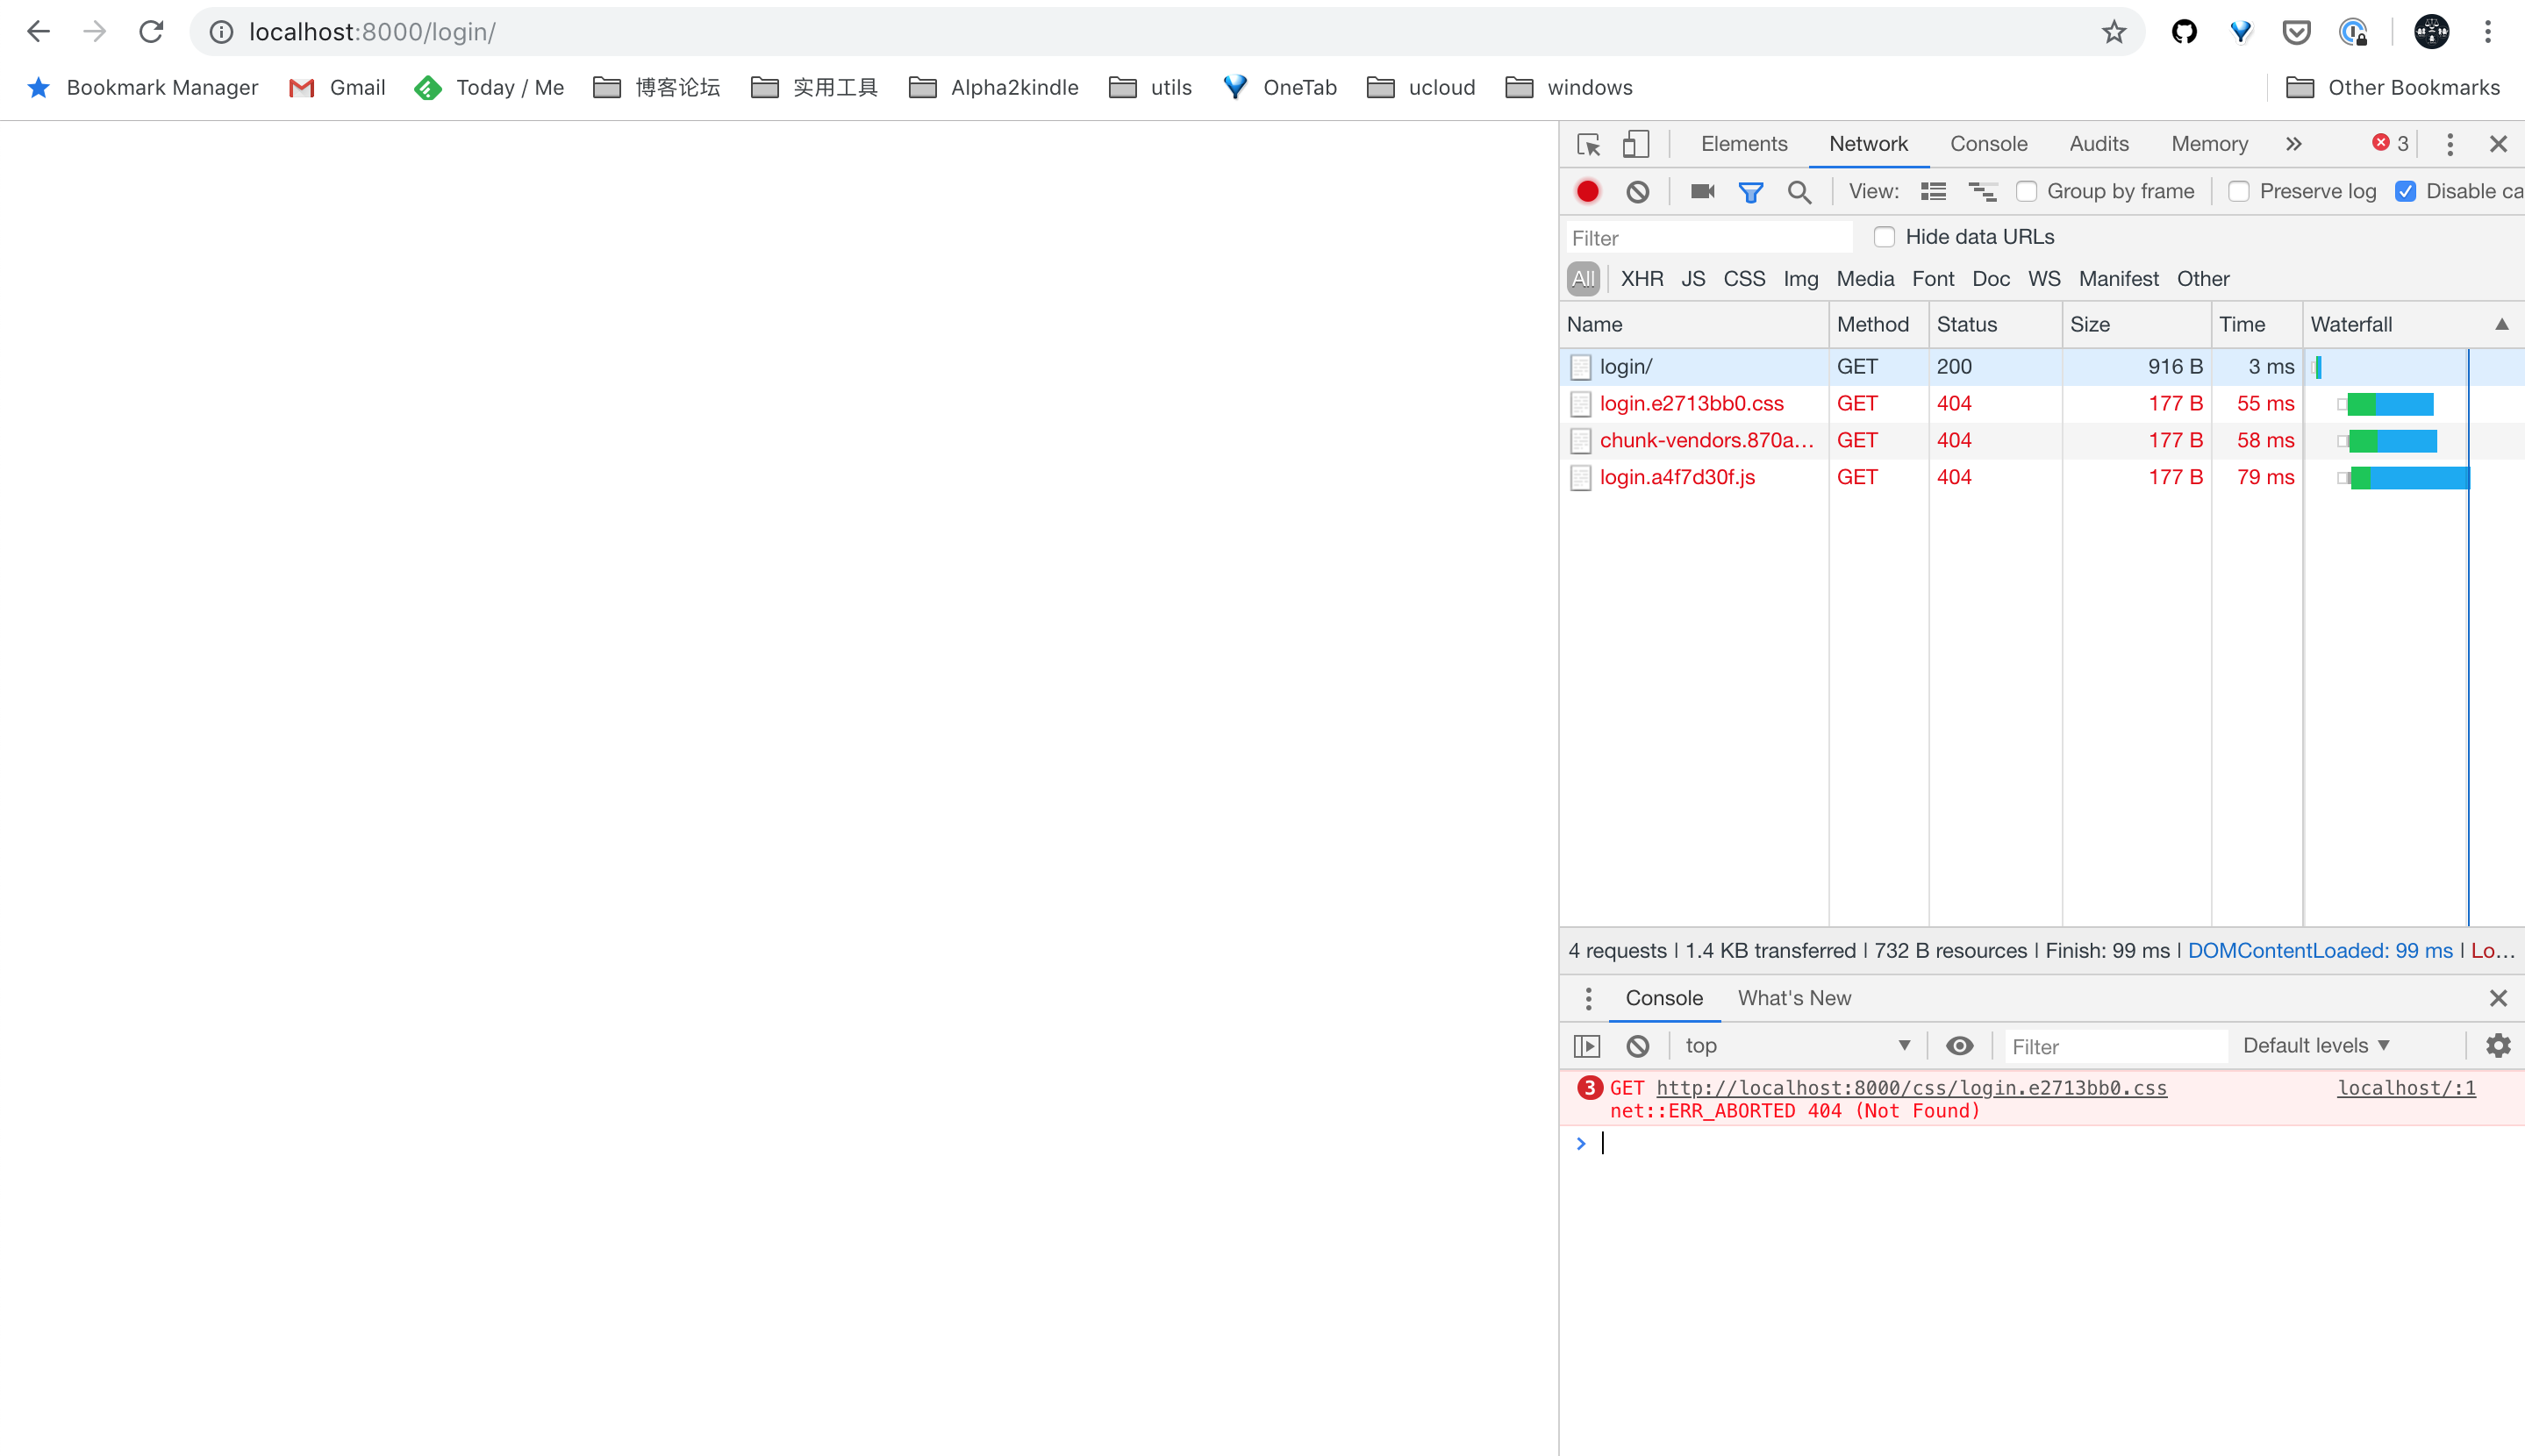 localhost:8000/login/
Bookmark Manager Gmail Today / Me 博客论坛 实用工具 Alpha2kindle utils OneTab ucloud windows Other Bookmarks
Elements Network Console Audits Memory 3
View: Group by frame Preserve log Disable ca
Filter Hide data URLs
All XHR JS CSS Img Media Font Doc WS Manifest Other
Name Method Status Size Time Waterfall
login/ GET 200 916 B 3 ms
login.e2713bb0.css GET 404 177 B 55 ms
chunk-vendors.870a… GET 404 177 B 58 ms
login.a4f7d30f.js GET 404 177 B 79 ms
4 requests | 1.4 KB transferred | 732 B resources | Finish: 99 ms | DOMContentLoaded: 99 ms | Lo…
Console What's New
top Filter Default levels
3 GET http://localhost:8000/css/login.e2713bb0.css localhost/:1
net::ERR_ABORTED 404 (Not Found)